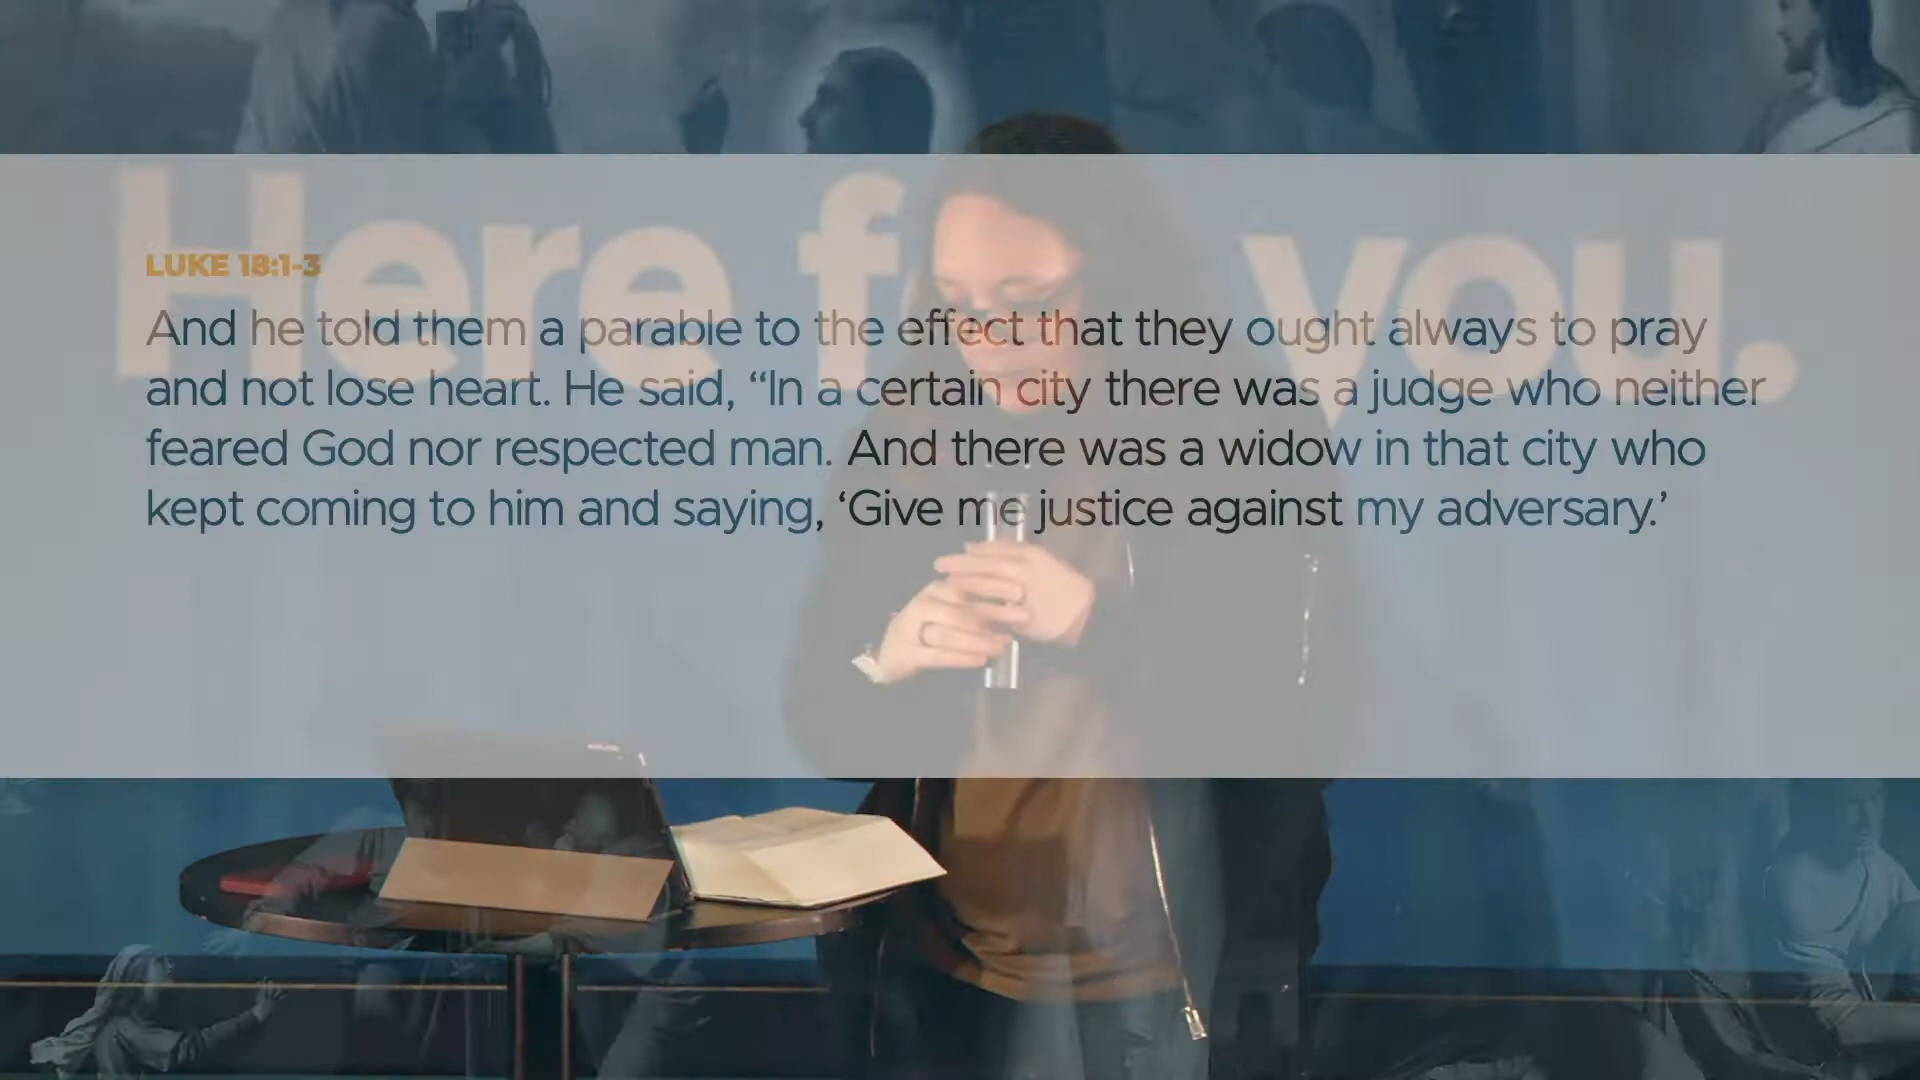 Here f you.
LUKE 18:1-3
And he told them a parable to the effect that they ought always to pray
and not lose heart. He said, “In a certain city there was a judge who neither
feared God nor respected man. And there was a widow in that city who
kept coming to him and saying, ‘Give me justice against my adversary.’